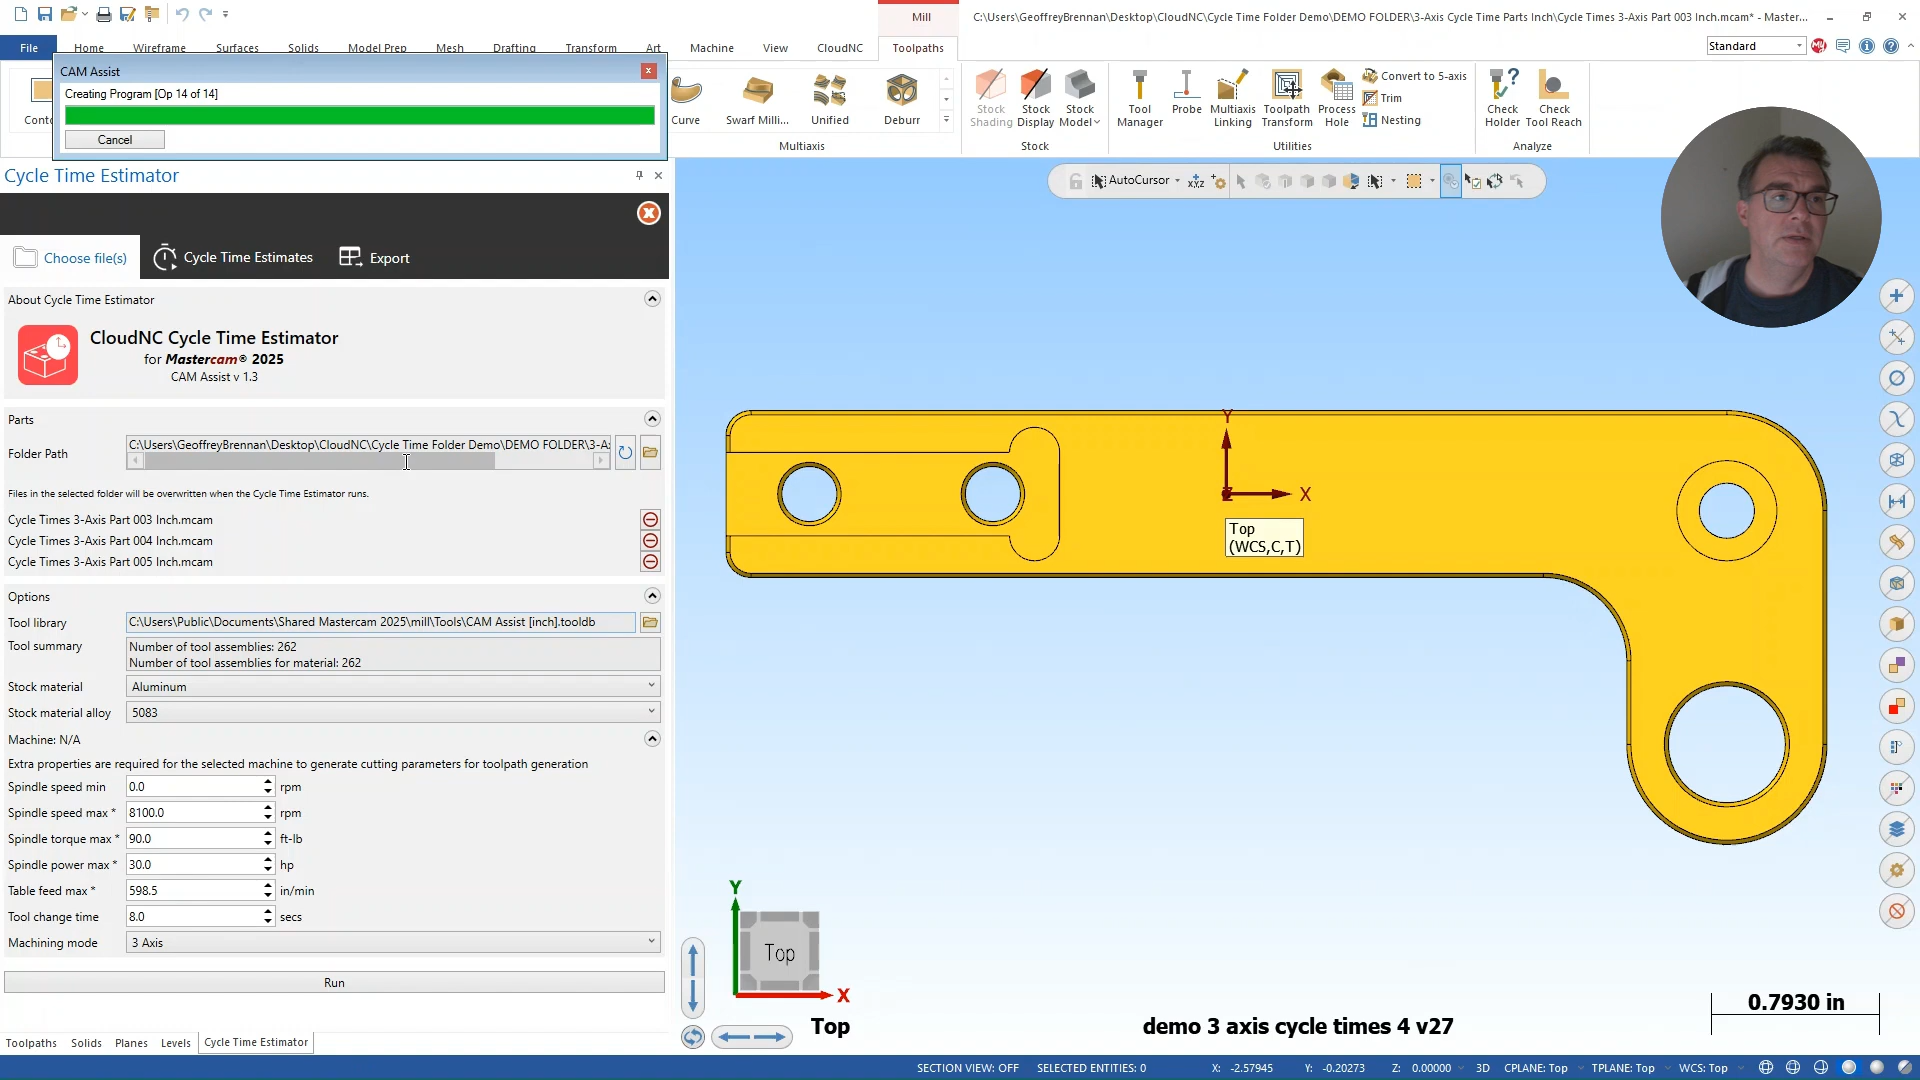 Mill
C:\Users\GeoffreyBrennan\Desktop\CloudNC\Cycle Time Folder Demo\DEMO FOLDER\3-Axis Cycle Time Parts Inch\Cycle Times 3-Axis Part 003 Inch.mcam* - Master...
File
Home
Wireframe
Surfaces
Solids
Model Prep
Mesh
Drafting
Transform
Art
Machine
View
CloudNC
Toolpaths
Standard
CAM Assist
Creating Program [Op 14 of 14]
Cancel
Curve
Swarf Milli...
Unified
Deburr
Multiaxis
Stock Shading
Stock Display
Stock Model
Stock
Tool Manager
Probe
Multiaxis Linking
Toolpath Transform
Process Hole
Convert to 5-axis
Trim
Nesting
Utilities
Check Holder
Check Tool Reach
Analyze
Cycle Time Estimator
AutoCursor
Choose file(s)
Cycle Time Estimates
Export
About Cycle Time Estimator
CloudNC Cycle Time Estimator
for Mastercam® 2025
CAM Assist v 1.3
Parts
Folder Path
C:\Users\GeoffreyBrennan\Desktop\CloudNC\Cycle Time Folder Demo\DEMO FOLDER\3-A
Files in the selected folder will be overwritten when the Cycle Time Estimator runs.
Cycle Times 3-Axis Part 003 Inch.mcam
Cycle Times 3-Axis Part 004 Inch.mcam
Cycle Times 3-Axis Part 005 Inch.mcam
Options
Tool library
C:\Users\Public\Documents\Shared Mastercam 2025\mill\Tools\CAM Assist [inch].tooldb
Tool summary
Number of tool assemblies: 262
Number of tool assemblies for material: 262
Stock material
Aluminum
Stock material alloy
5083
Machine: N/A
Extra properties are required for the selected machine to generate cutting parameters for toolpath generation
Spindle speed min 0.0 rpm
Spindle speed max * 8100.0 rpm
Spindle torque max * 90.0 ft-lb
Spindle power max * 30.0 hp
Table feed max * 598.5 in/min
Tool change time 8.0 secs
Machining mode 3 Axis
Run
Toolpaths
Solids
Planes
Levels
Cycle Time Estimator
Y
X
Top
(WCS,C,T)
Y
Top
X
Top
demo 3 axis cycle times 4 v27
0.7930 in
SECTION VIEW: OFF
SELECTED ENTITIES: 0
X: -2.57945
Y: -0.20273
Z: 0.00000
3D
CPLANE: Top
TPLANE: Top
WCS: Top